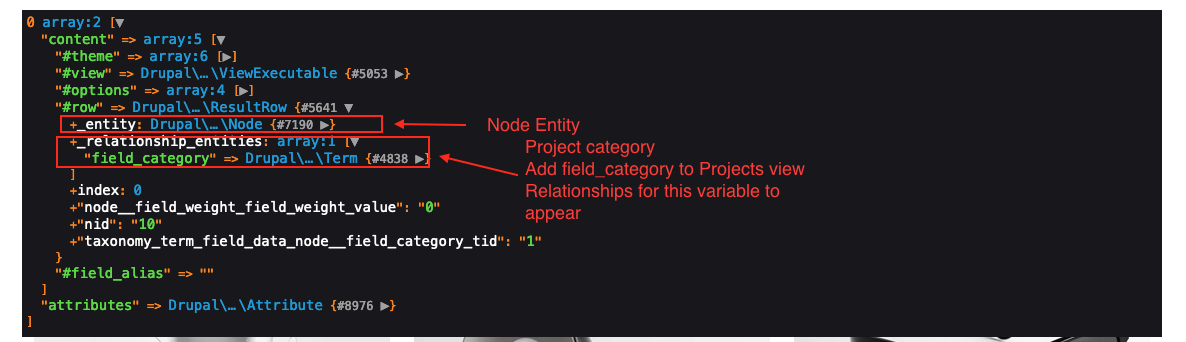 0 array:2 [▼
"content" => array:5 [▼
"#theme" => array:6 [▶]
"#view" => Drupal\…\ViewExecutable {#5053 ▶}
"#options" => array:4 [▶]
"#row" => Drupal\…\ResultRow {#5641 ▼
+_entity: Drupal\…\Node {#7190 ▶}
Node Entity
+_relationship_entities: array:1 [▼
"field_category" => Drupal\…\Term {#4838 ▶}
]
Project category
Add field_category to Projects view
Relationships for this variable to
appear
+index: 0
+"node__field_weight_field_weight_value": "0"
+"nid": "10"
+"taxonomy_term_field_data_node__field_category_tid": "1"
}
"#field_alias" => ""
]
"attributes" => Drupal\…\Attribute {#8976 ▶}
]